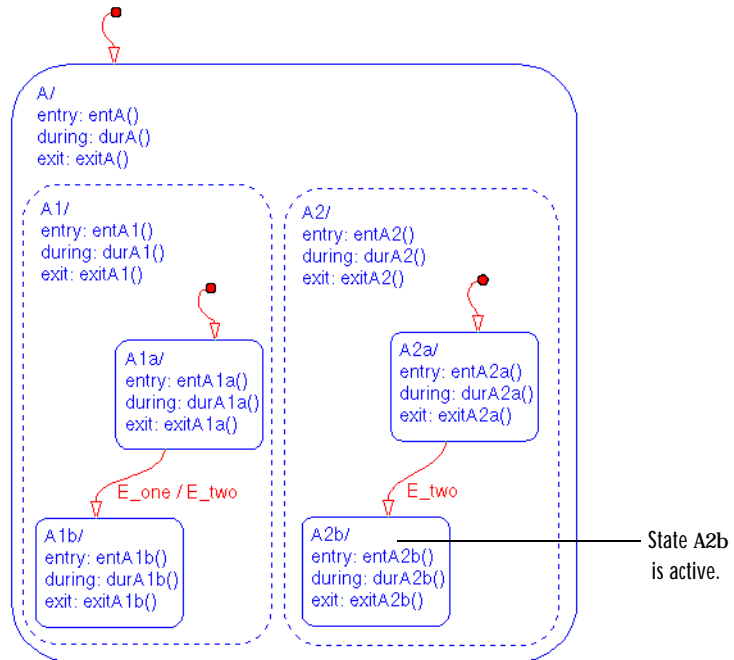 A/
entry: entA()
during: durA()
exit: exitA()
A1/
entry: entA1()
during: durA1()
exit: exitA1()
A2/
entry: entA2()
during: durA2()
exit: exitA2()
A1a/
entry: entA1a()
during: durA1a()
exit: exitA1a()
A2a/
entry: entA2a()
during: durA2a()
exit: exitA2a()
E_one / E_two
E_two
A1b/
entry: entA1b()
during: durA1b()
exit: exitA1b()
A2b/
entry: entA2b()
during: durA2b()
exit: exitA2b()
State A2b
is active.